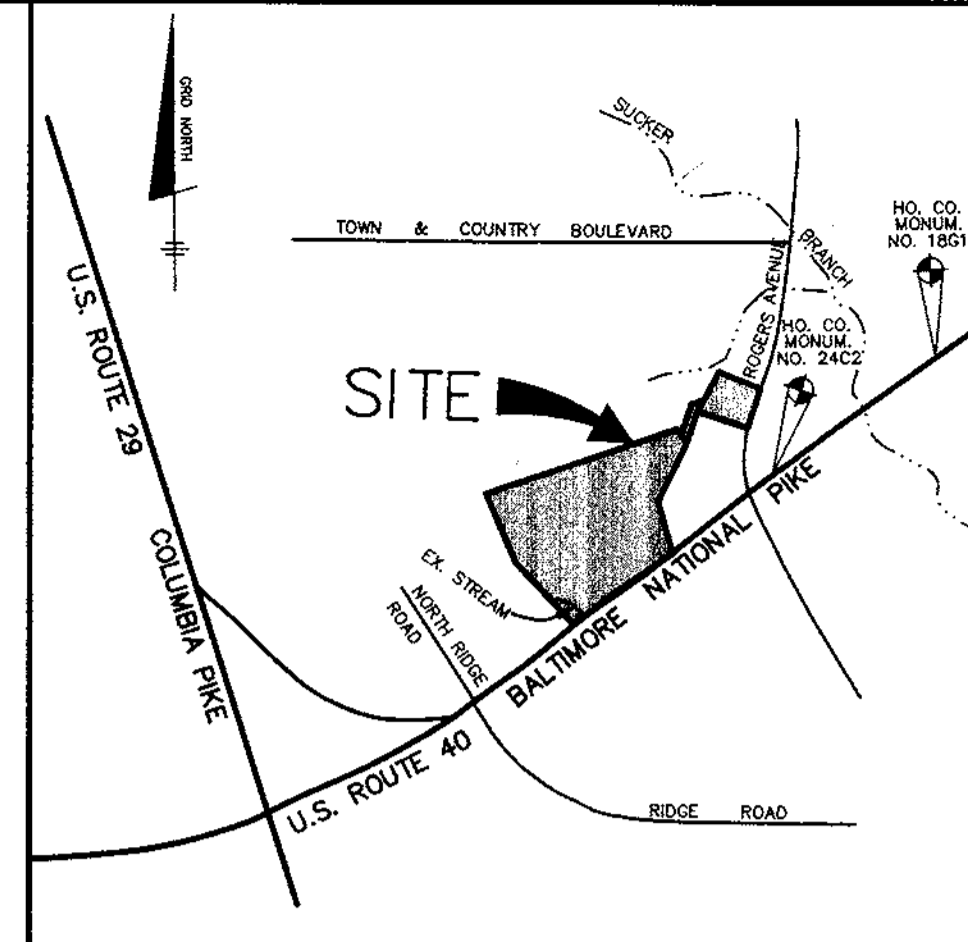 GRID NORTH
SUCKER
BRANCH
TOWN & COUNTRY BOULEVARD
ROGERS AVENUE
HO. CO.
MONUM.
NO. 18G1
HO. CO.
MONUM.
NO. 24C2
U.S. ROUTE 29
COLUMBIA PIKE
SITE
EX. STREAM
NORTH RIDGE
ROAD
BALTIMORE NATIONAL PIKE
U.S. ROUTE 40
RIDGE ROAD